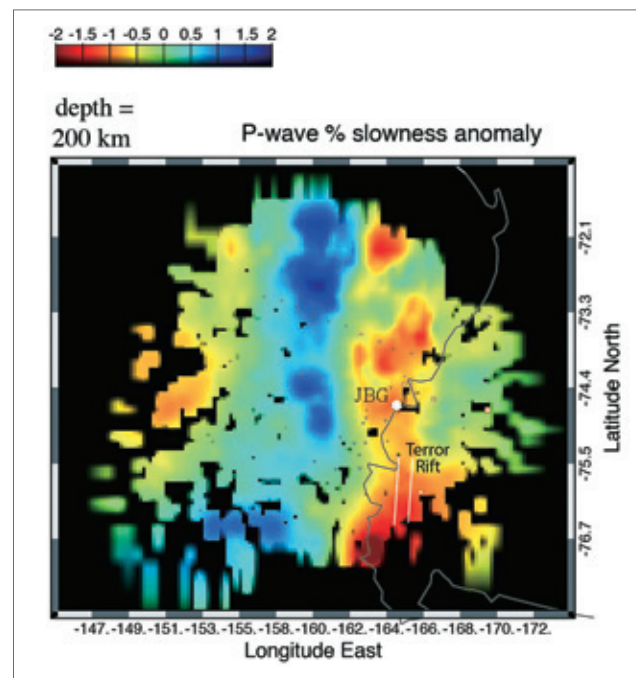 -2 -1.5 -1 -0.5 0 0.5 1 1.5 2
depth =
200 km
P-wave % slowness anomaly
-72.1
-73.3
JBG
-74.4
Terror
Rift
-75.5
-76.7
Latitude North
-147.-149.-151.-153.-155.-158.-160.-162.-164.-166.-168.-170.-172.
Longitude East